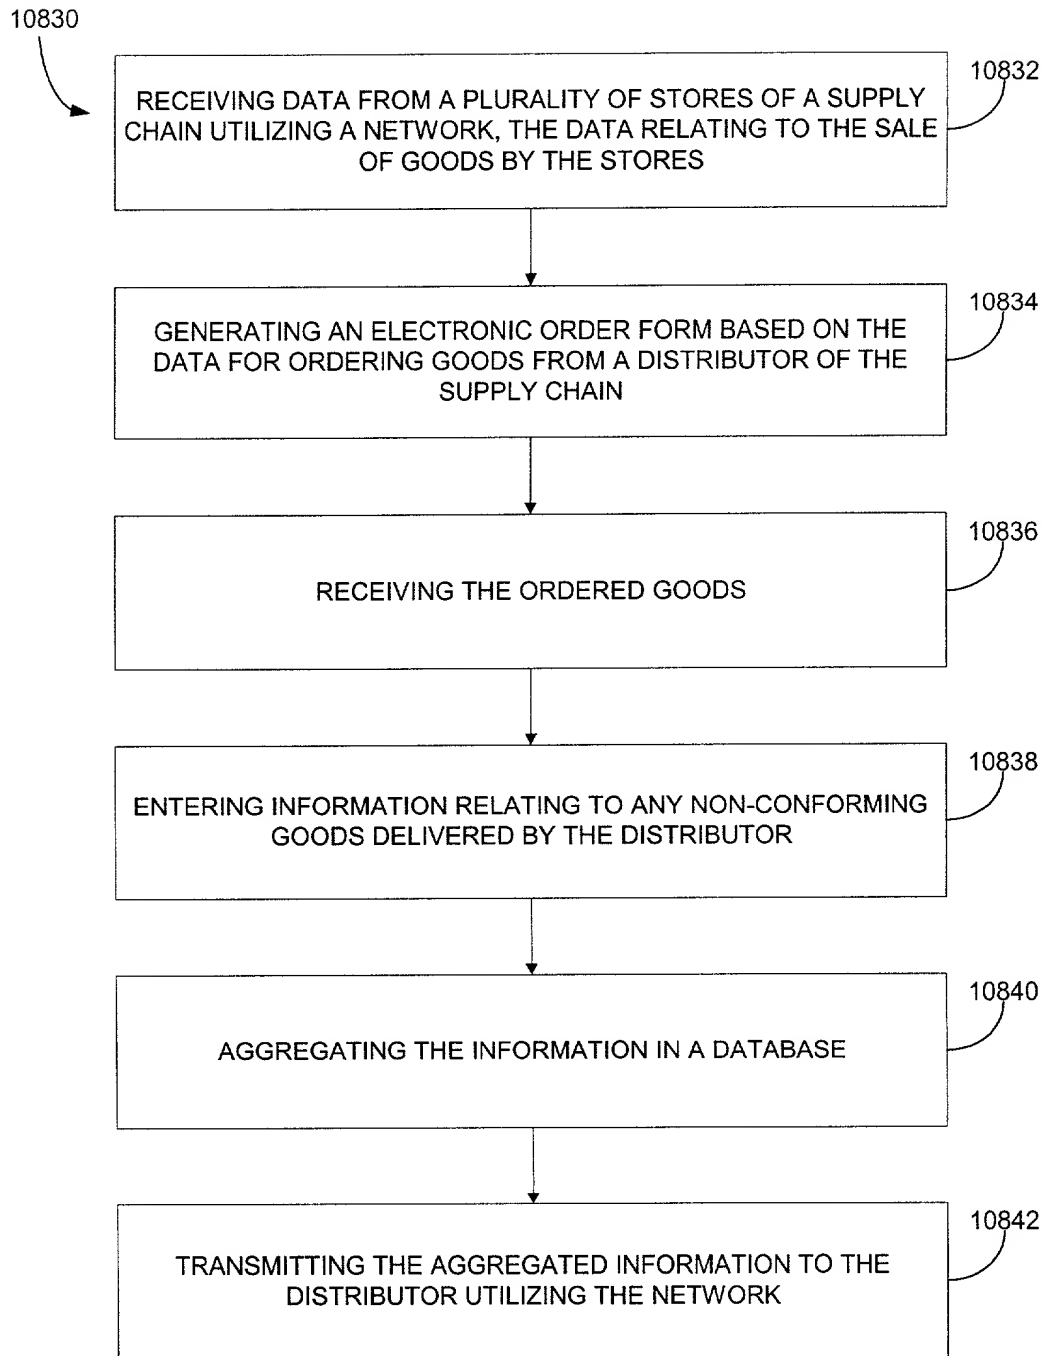 10830
10832
RECEIVING DATA FROM A PLURALITY OF STORES OF A SUPPLY
CHAIN UTILIZING A NETWORK, THE DATA RELATING TO THE SALE
OF GOODS BY THE STORES
10834
GENERATING AN ELECTRONIC ORDER FORM BASED ON THE
DATA FOR ORDERING GOODS FROM A DISTRIBUTOR OF THE
SUPPLY CHAIN
10836
RECEIVING THE ORDERED GOODS
10838
ENTERING INFORMATION RELATING TO ANY NON-CONFORMING
GOODS DELIVERED BY THE DISTRIBUTOR
10840
AGGREGATING THE INFORMATION IN A DATABASE
10842
TRANSMITTING THE AGGREGATED INFORMATION TO THE
DISTRIBUTOR UTILIZING THE NETWORK